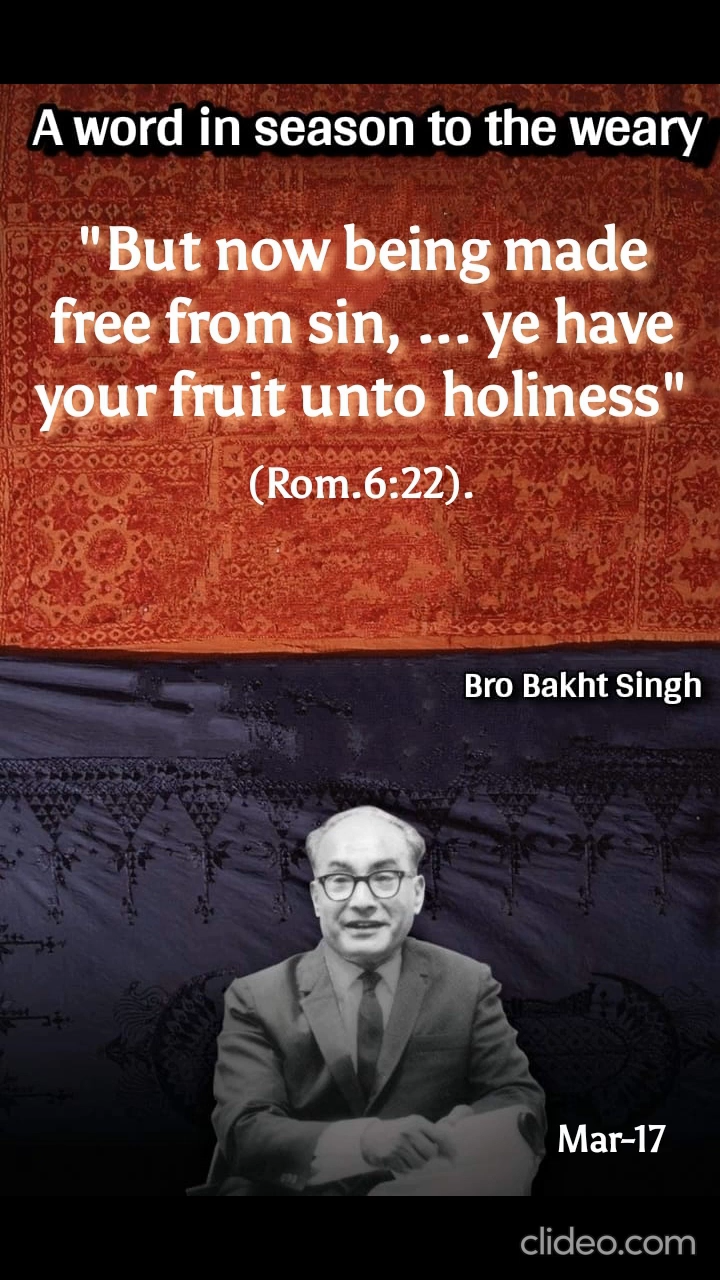 A word in season to the weary
"But now being made
free from sin, ... ye have
your fruit unto holiness"
(Rom.6:22).
Bro Bakht Singh
Mar-17
clideo.com